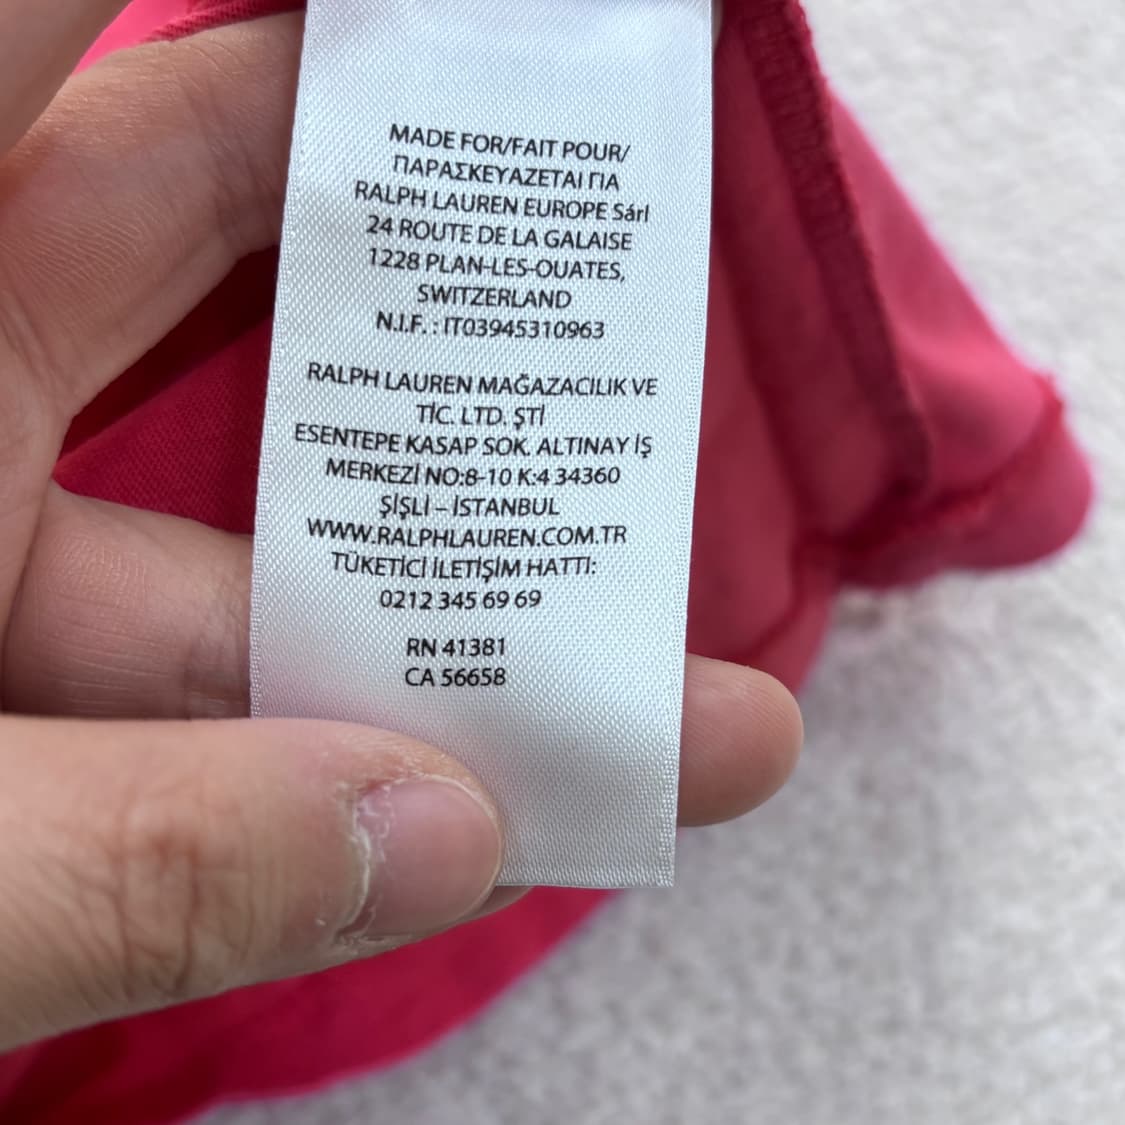 MADE FOR/FAIT POUR/
ΠΑΡΑΣΚΕΥΑΖΕΤΑΙ ΓΙΑ
RALPH LAUREN EUROPE Sárl
24 ROUTE DE LA GALAISE
1228 PLAN-LES-OUATES,
SWITZERLAND
N.I.F. : IT03945310963
RALPH LAUREN MAĞAZACILIK VE
TİC. LTD. ŞTİ
ESENTEPE KASAP SOK. ALTINAY İŞ
MERKEZİ NO:8-10 K:4 34360
ŞİŞLİ – İSTANBUL
WWW.RALPHLAUREN.COM.TR
TÜKETİCİ İLETİŞİM HATTI:
0212 345 69 69
RN 41381
CA 56658